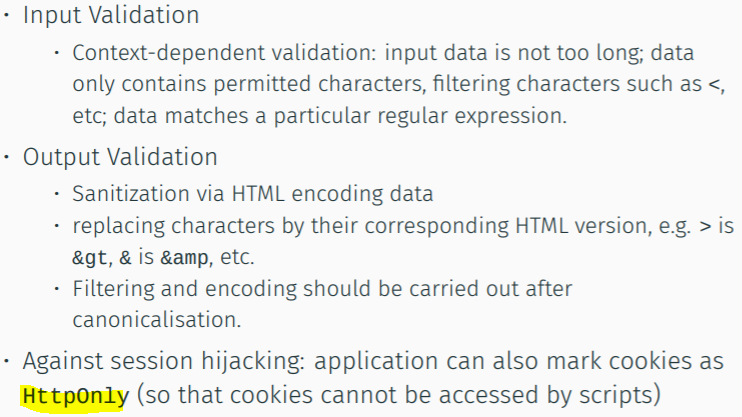 • Input Validation
• Context-dependent validation: input data is not too long; data
only contains permitted characters, filtering characters such as <,
etc; data matches a particular regular expression.
• Output Validation
• Sanitization via HTML encoding data
• replacing characters by their corresponding HTML version, e.g. > is
&gt, & is &amp, etc.
• Filtering and encoding should be carried out after
canonicalisation.
• Against session hijacking: application can also mark cookies as
HttpOnly (so that cookies cannot be accessed by scripts)